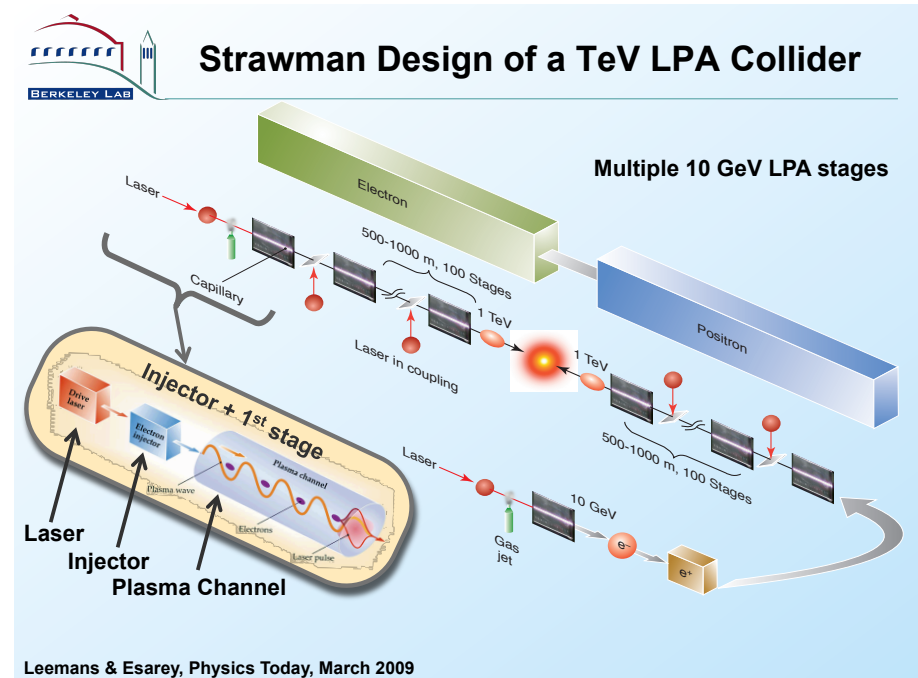 BERKELEY LAB
Strawman Design of a TeV LPA Collider
Multiple 10 GeV LPA stages
Electron
Laser
500-1000 m, 100 Stages
Capillary
1 TeV
Positron
Laser in coupling
1 TeV
500-1000 m, 100 Stages
Injector + 1st stage
Drive
laser
Electron
injector
Plasma channel
Plasma wave
Electrons
Laser pulse
Laser
Injector
Plasma Channel
Laser
10 GeV
Gas
jet
e−
e+
Leemans & Esarey, Physics Today, March 2009